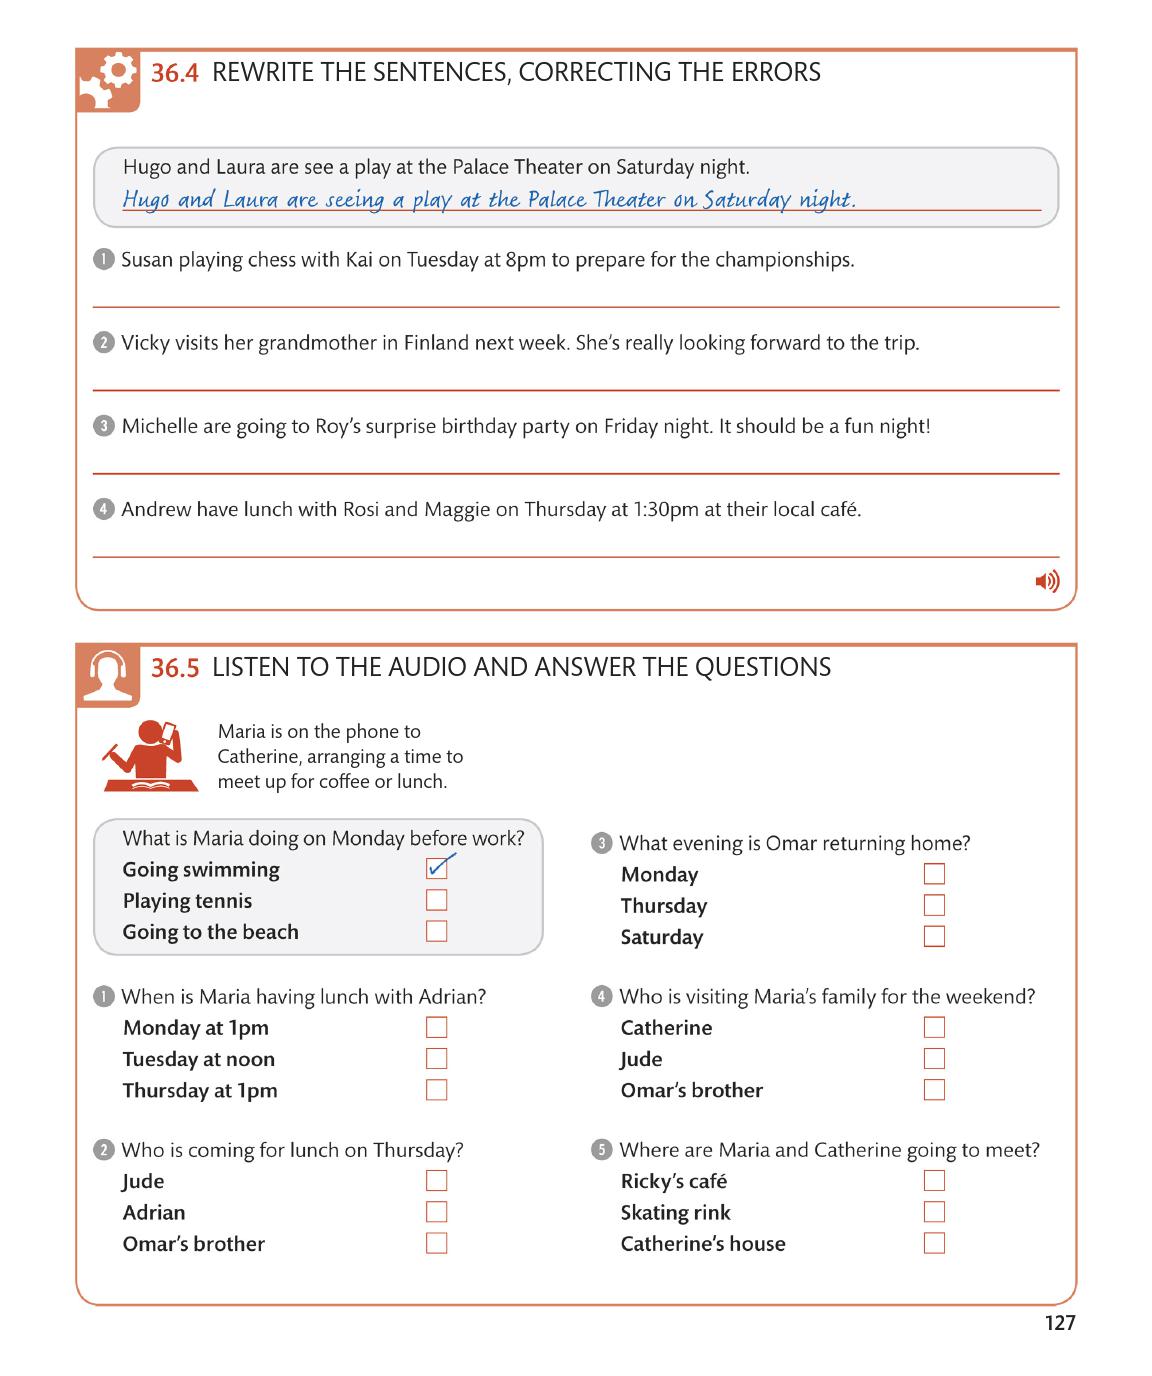 36.4 REWRITE THE SENTENCES, CORRECTING THE ERRORS
Hugo and Laura are see a play at the Palace Theater on Saturday night.
Hugo and Laura are seeing a play at the Palace Theater on Saturday night.
1 Susan playing chess with Kai on Tuesday at 8pm to prepare for the championships.
2 Vicky visits her grandmother in Finland next week. She’s really looking forward to the trip.
3 Michelle are going to Roy’s surprise birthday party on Friday night. It should be a fun night!
4 Andrew have lunch with Rosi and Maggie on Thursday at 1:30pm at their local café.
36.5 LISTEN TO THE AUDIO AND ANSWER THE QUESTIONS
Maria is on the phone to
Catherine, arranging a time to
meet up for coffee or lunch.
What is Maria doing on Monday before work?
Going swimming
Playing tennis
Going to the beach
1 When is Maria having lunch with Adrian?
Monday at 1pm
Tuesday at noon
Thursday at 1pm
2 Who is coming for lunch on Thursday?
Jude
Adrian
Omar’s brother
3 What evening is Omar returning home?
Monday
Thursday
Saturday
4 Who is visiting Maria’s family for the weekend?
Catherine
Jude
Omar’s brother
5 Where are Maria and Catherine going to meet?
Ricky’s café
Skating rink
Catherine’s house
127